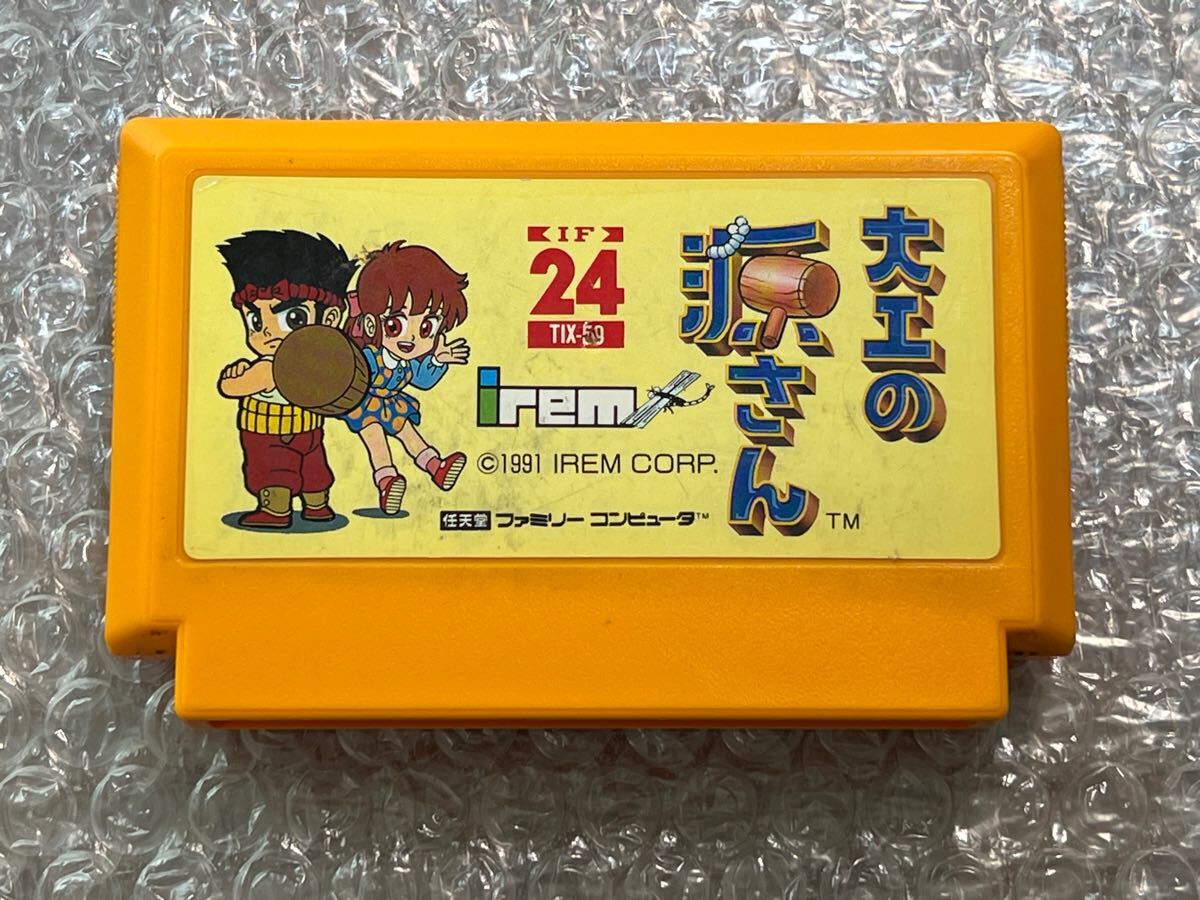 大工の
源さん
TM
IF
24
TIX-59
irem
©1991 IREM CORP.
任天堂 ファミリー コンピュータ™